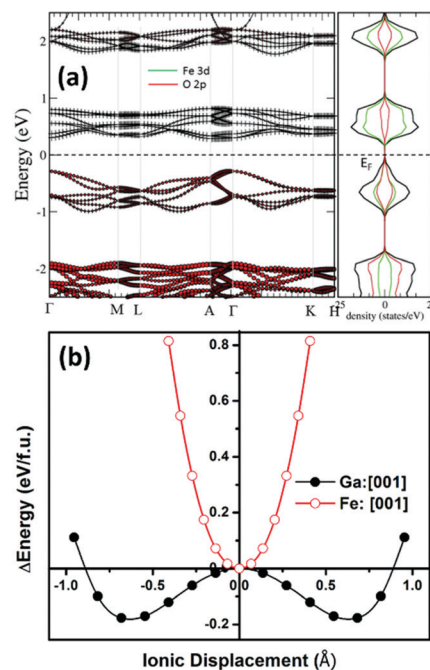 (a)
Fe 3d
O 2p
Energy (eV)
2
1
0
-1
-2
E_F
Γ M L A Γ K H
25 0 2
density (states/eV)
(b)
ΔEnergy (eV/f.u.)
0.8
0.6
0.4
0.2
0
-0.2
Ga:[001]
Fe: [001]
-1.0 -0.5 0.0 0.5 1.0
Ionic Displacement (Å)